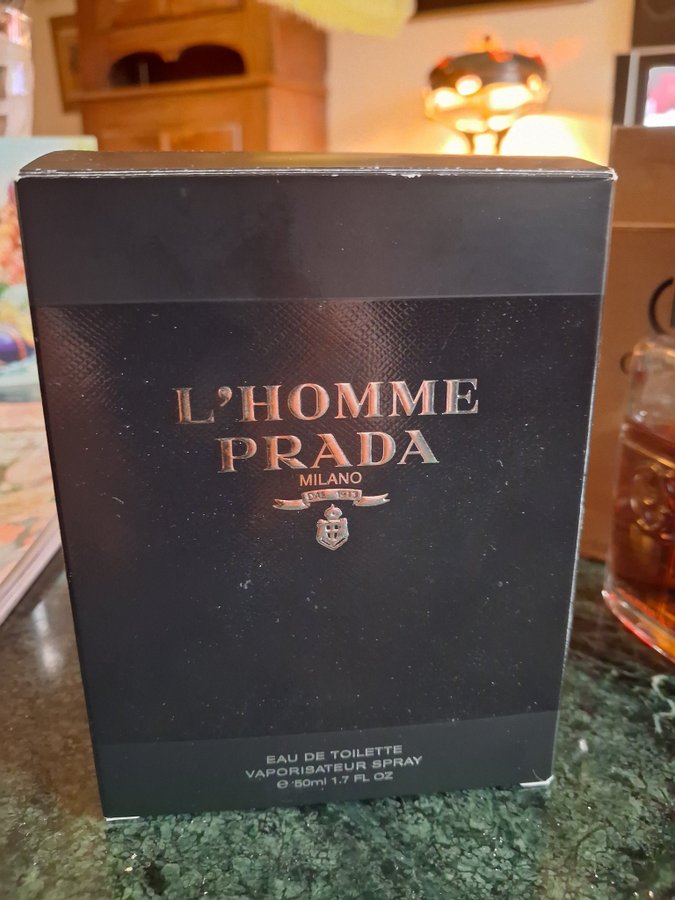 L'HOMME
PRADA
MILANO
DAL 1913
EAU DE TOILETTE
VAPORISATEUR SPRAY
℮ 50ml 1.7 FL OZ